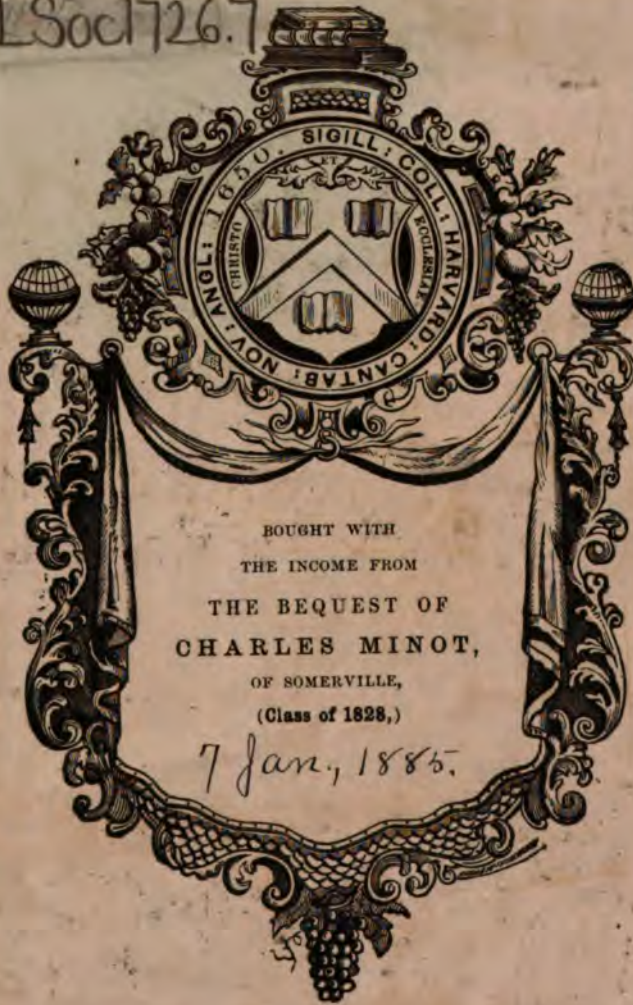 LSoc1726.7
1650. SIGILL: COLL: HARVARD: CANTAB: NOV: ANGL:
ET
CHRISTO
ECCLESIAE
BOUGHT WITH
THE INCOME FROM
THE BEQUEST OF
CHARLES MINOT,
OF SOMERVILLE,
(Class of 1828,)
7 Jan., 1885.